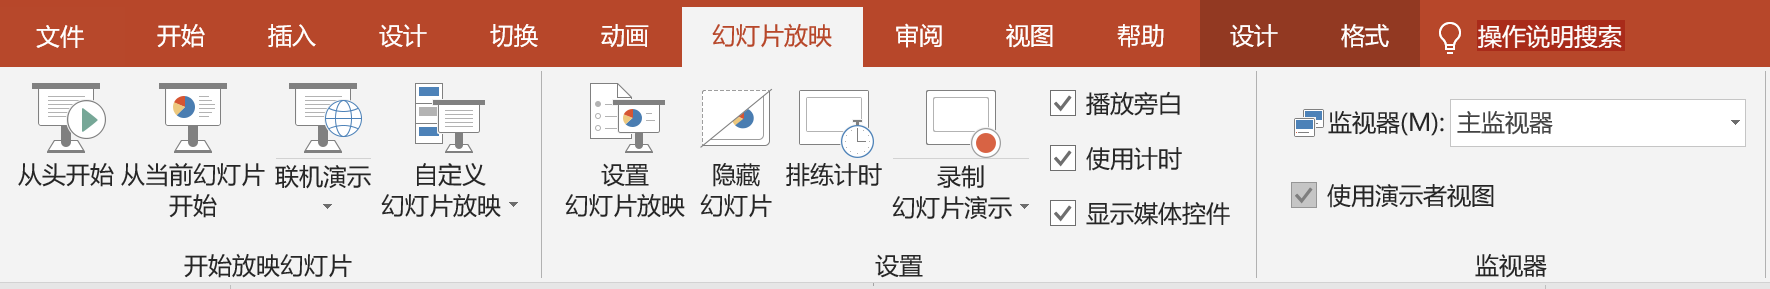 文件 开始 插入 设计 切换 动画 幻灯片放映 审阅 视图 帮助 设计 格式 操作说明搜索
从头开始
从当前幻灯片
开始
联机演示
自定义
幻灯片放映
开始放映幻灯片
设置
幻灯片放映
隐藏
幻灯片
排练计时
录制
幻灯片演示
播放旁白
使用计时
显示媒体控件
设置
监视器(M): 主监视器
使用演示者视图
监视器